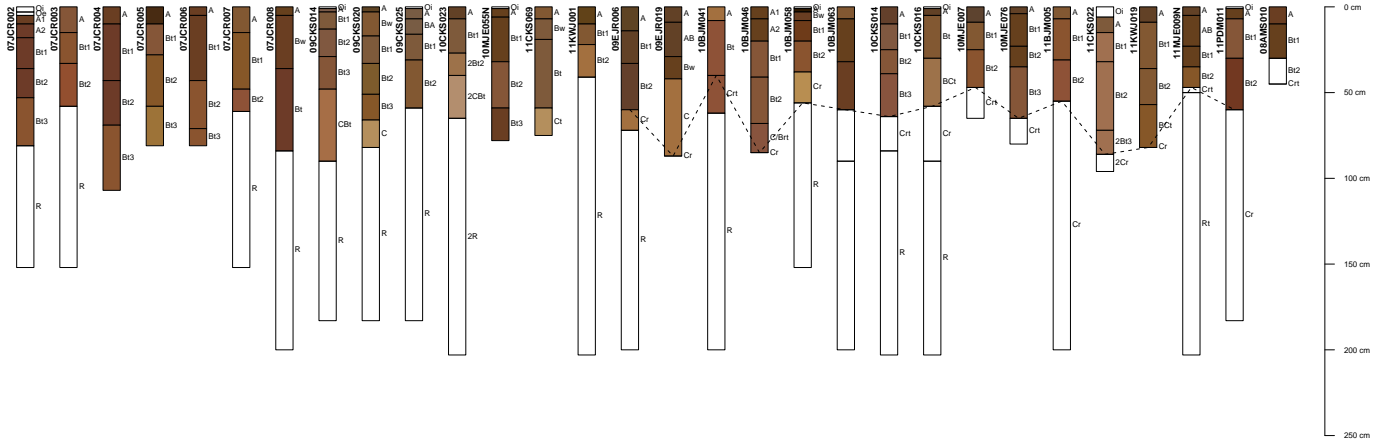 07JCR002
Oi
Oe
A1
A2
Bt1
Bt2
Bt3
R
07JCR003
A
Bt1
Bt2
R
07JCR004
A
Bt1
Bt2
Bt3
07JCR005
A
Bt1
Bt2
Bt3
07JCR006
A
Bt1
Bt2
Bt3
07JCR007
A
Bt1
Bt2
R
07JCR008
A
Bw
Bt
R
09CKS014
Oi
A
Bt1
Bt2
Bt3
CBt
R
09CKS020
A
Bw
Bt1
Bt2
Bt3
C
R
09CKS025
Oi
A
BA
Bt1
Bt2
R
10CKS023
A
Bt1
2Bt2
2CBt
2R
10MJE055N
Oi
A
Bt1
Bt2
Bt3
11CKS069
A
Bt
Ct
11KWJ001
A
Bt1
Bt2
R
09EJR006
A
Bt1
Bt2
Cr
R
09EJR019
A
AB
Bw
C
Cr
10BJM041
A
Bt
Crt
R
10BJM046
A1
A2
Bt1
Bt2
C/Brt
Cr
10BJM058
Oi
A
Bw
Bt1
Bt2
C
Cr
R
10BJM063
A
Bt1
Bt2
Cr
R
10CKS014
A
Bt1
Bt2
Bt3
Crt
R
10CKS016
Oi
A
Bt
BCt
Cr
R
10MJE007
A
Bt1
Bt2
Crt
10MJE076
A
Bt1
Bt2
Bt3
Crt
11BJM005
A
Bt1
Bt2
Cr
11CKS022
Oi
A
Bt1
Bt2
2Bt3
2Cr
11KWJ019
A
Bt1
Bt2
BCt
Cr
11MJE009N
A
AB
Bt1
Bt2
Crt
Rt
11PDM011
Oi
A
Bt1
Bt2
Cr
08AMS010
A
Bt1
Bt2
Crt
0 cm
50 cm
100 cm
150 cm
200 cm
250 cm